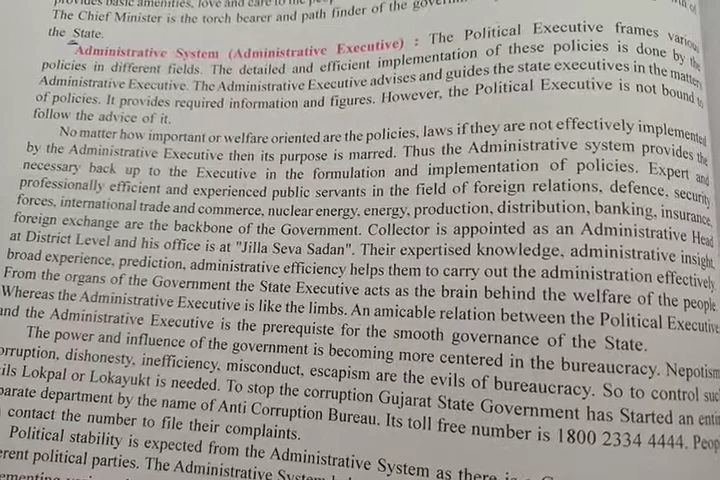 provides basic amenities, love and care to the
The Chief Minister is the torch bearer and path finder of the
the State.
Administrative System (Administrative Executive) : The Political Executive frames various
policies in different fields. The detailed and efficient implementation of these policies is done by the
Administrative Executive. The Administrative Executive advises and guides the state executives in the matters
of policies. It provides required information and figures. However, the Political Executive is not bound to
follow the advice of it.
No matter how important or welfare oriented are the policies, laws if they are not effectively implemented
by the Administrative Executive then its purpose is marred. Thus the Administrative system provides the
necessary back up to the Executive in the formulation and implementation of policies. Expert and
professionally efficient and experienced public servants in the field of foreign relations, defence, security
forces, international trade and commerce, nuclear energy, energy, production, distribution, banking, insurance,
foreign exchange are the backbone of the Government. Collector is appointed as an Administrative Head
at District Level and his office is at "Jilla Seva Sadan". Their expertised knowledge, administrative insight,
broad experience, prediction, administrative efficiency helps them to carry out the administration effectively.
From the organs of the Government the State Executive acts as the brain behind the welfare of the people.
Whereas the Administrative Executive is like the limbs. An amicable relation between the Political Executive
and the Administrative Executive is the prerequiste for the smooth governance of the State.
The power and influence of the government is becoming more centered in the bureaucracy. Nepotism
orruption, dishonesty, inefficiency, misconduct, escapism are the evils of bureaucracy. So to control suc
ils Lokpal or Lokayukt is needed. To stop the corruption Gujarat State Government has Started an enti
parate department by the name of Anti Corruption Bureau. Its toll free number is 1800 2334 4444. Peop
contact the number to file their complaints.
Political stability is expected from the Administrative System as there is
erent political parties. The Administrative System